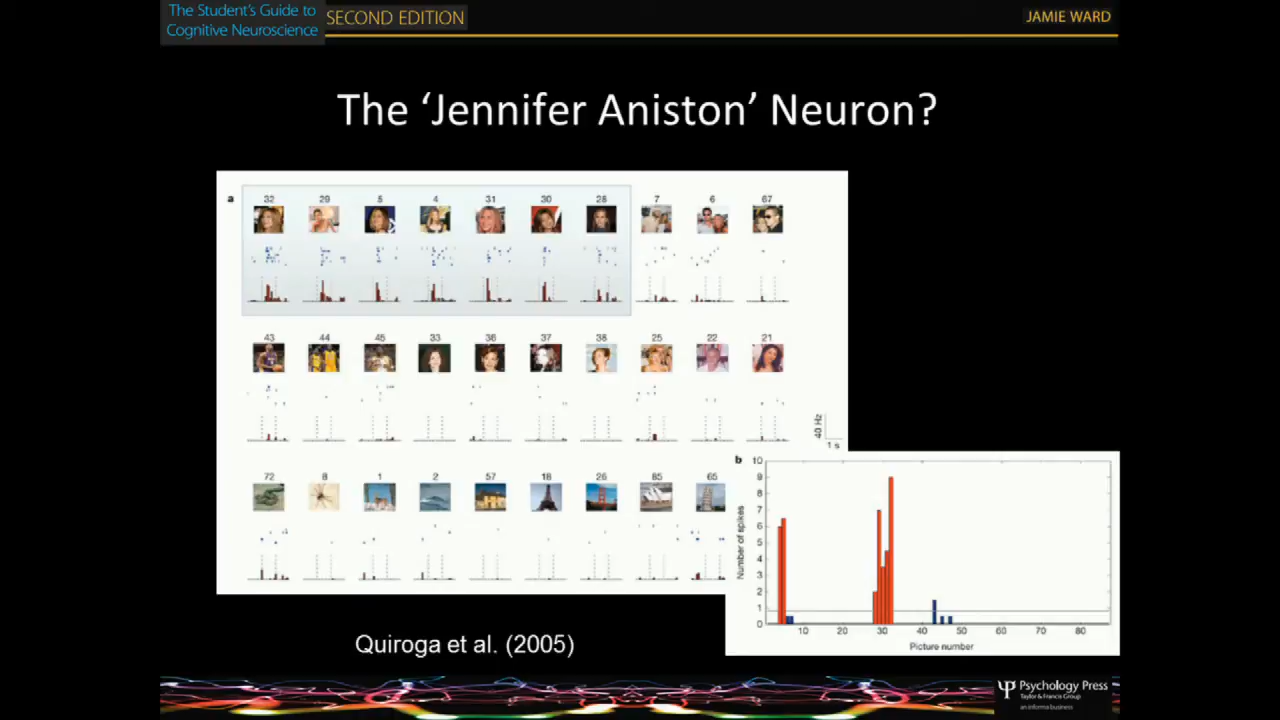 The Student's Guide to
Cognitive Neuroscience
SECOND EDITION
JAMIE WARD
The ‘Jennifer Aniston’ Neuron?
a
32 29 5 4 31 30 28 7 6 67
43 44 45 33 36 37 38 25 22 21
40 Hz
1 s
72 8 1 2 57 18 26 85 65
b
10
9
8
7
6
5
4
3
2
1
0
Number of spikes
10 20 30 40 50 60 70 80
Picture number
Quiroga et al. (2005)
Psychology Press
Taylor & Francis Group
an informa business